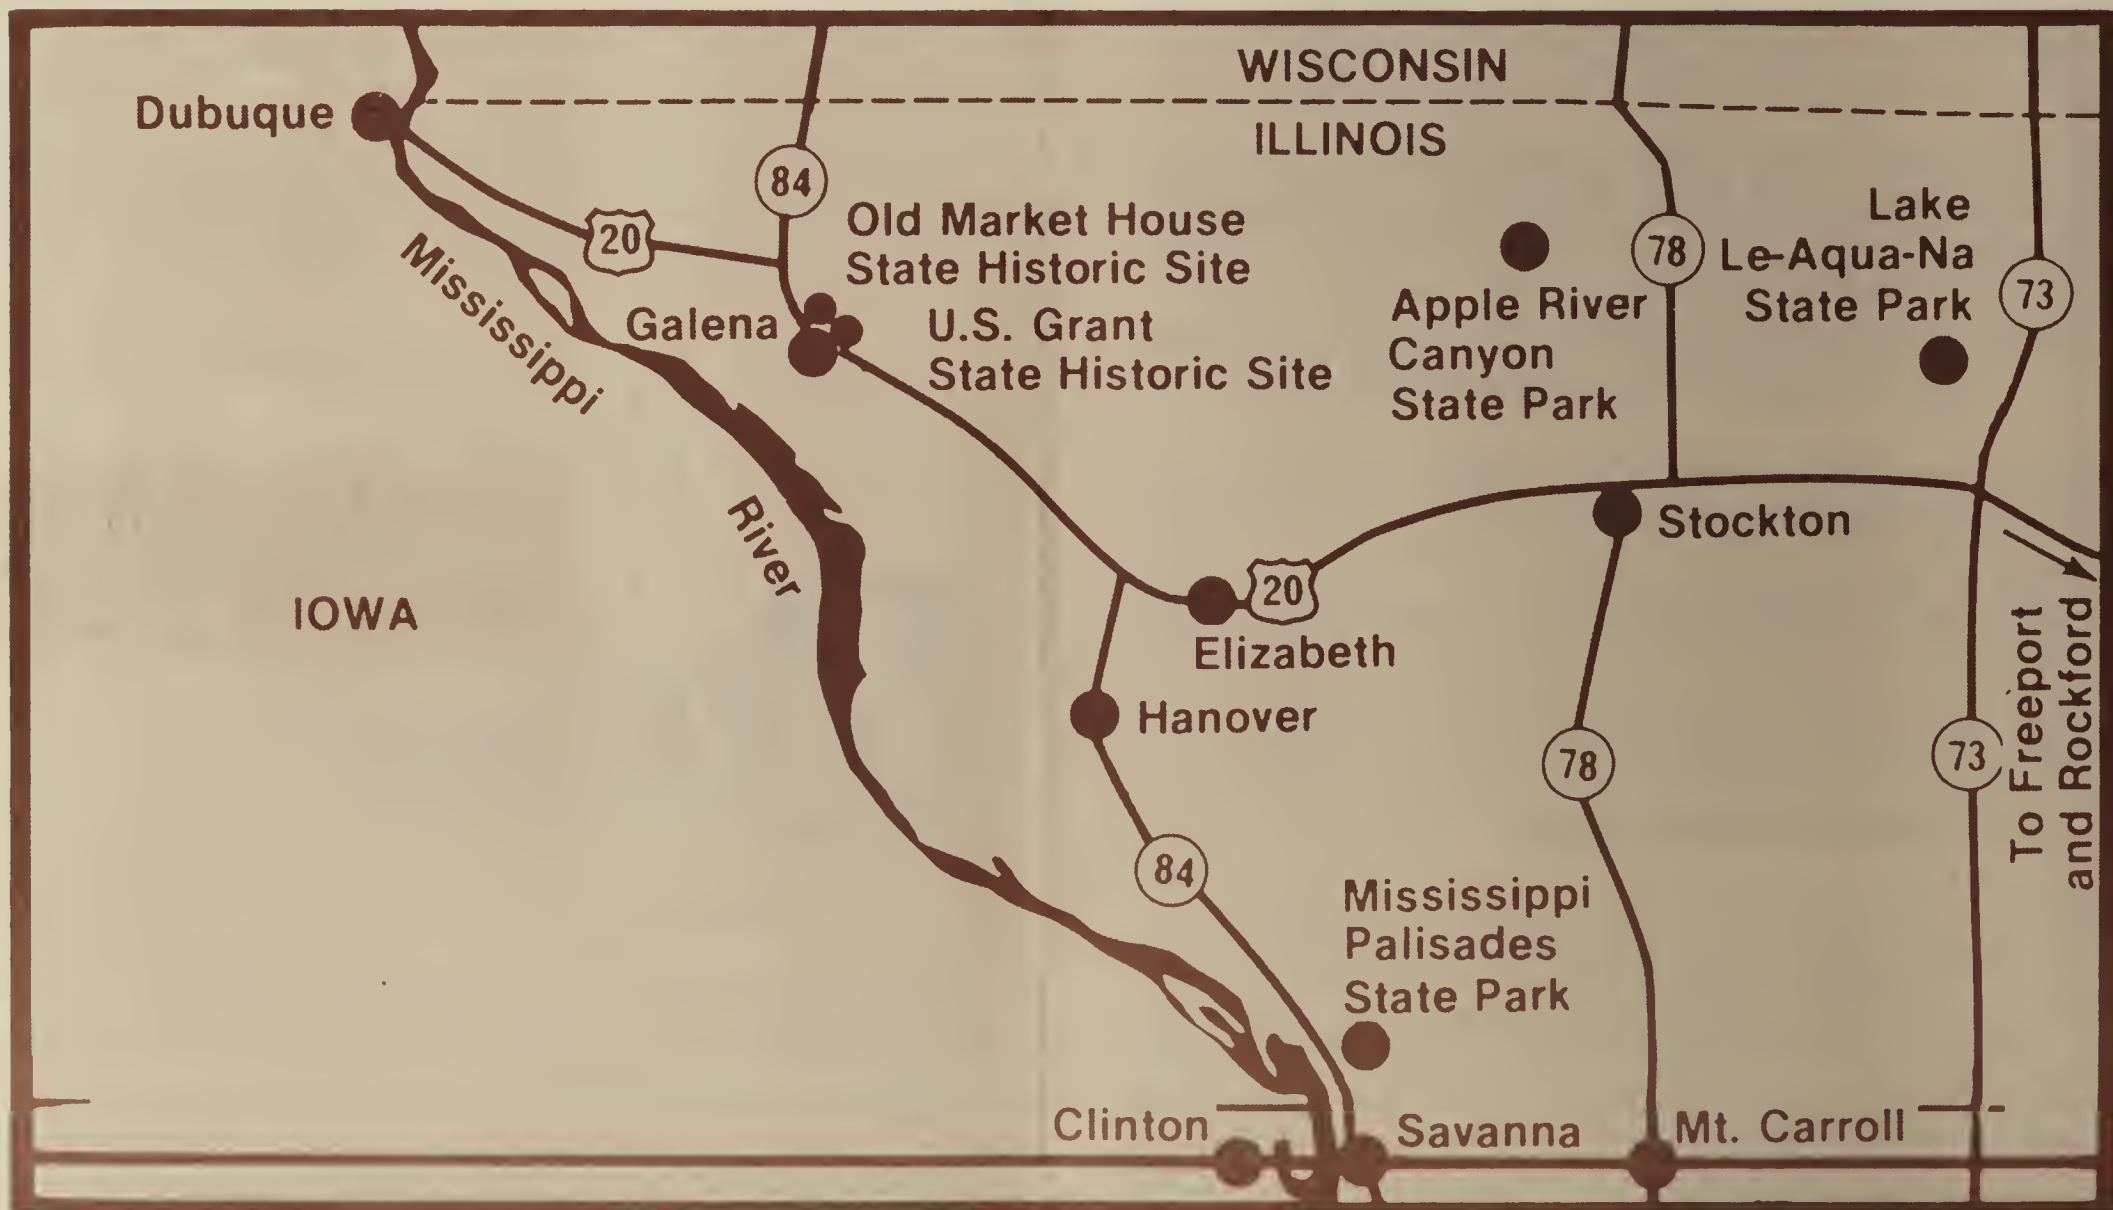 WISCONSIN
ILLINOIS
Dubuque
84
20
Old Market House
State Historic Site
Galena
U.S. Grant
State Historic Site
Mississippi
River
Apple River
Canyon
State Park
78
Lake
Le-Aqua-Na
State Park
73
Stockton
IOWA
20
Elizabeth
Hanover
78
73
To Freeport
and Rockford
84
Mississippi
Palisades
State Park
Clinton
Savanna
Mt. Carroll